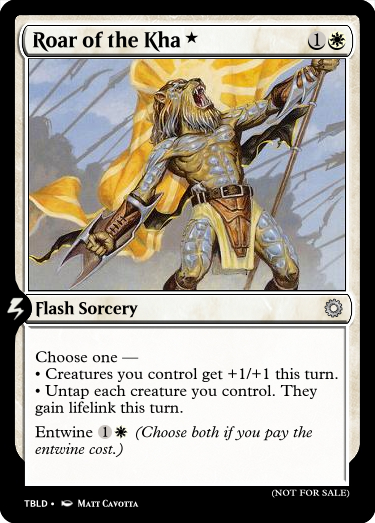 Roar of the Kha ★ 1
Flash Sorcery
Choose one —
• Creatures you control get +1/+1 this turn.
• Untap each creature you control. They
gain lifelink this turn.
Entwine 1 (Choose both if you pay the
entwine cost.)
(NOT FOR SALE)
TBLD • Matt Cavotta